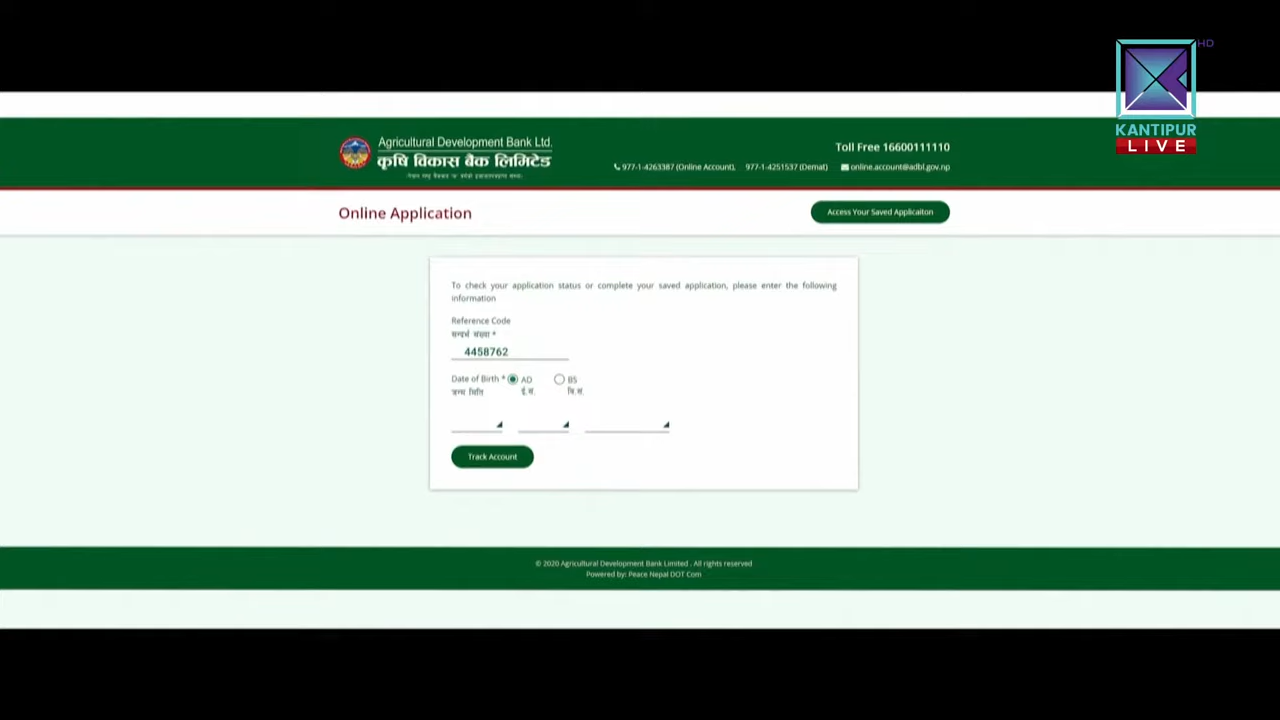 HD
KANTIPUR
LIVE
Agricultural Development Bank Ltd.
कृषि विकास बैंक लिमिटेड
Toll Free 16600111110
977-1-4263387 (Online Account), 977-1-4251537 (Demat) online.account@adbl.gov.np
Online Application
Access Your Saved Applicaiton
To check your application status or complete your saved application, please enter the following
information
Reference Code
सन्दर्भ संख्या *
4458762
Date of Birth * AD BS
जन्म मिति ई.सं. बि.सं.
Track Account
© 2020 Agricultural Development Bank Limited . All rights reserved
Powered by: Peace Nepal DOT Com